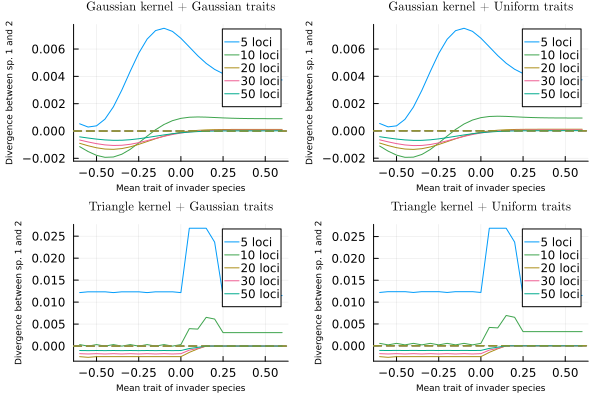 Gaussian kernel + Gaussian traits
Divergence between sp. 1 and 2
0.006
0.004
0.002
0.000
−0.002
5 loci
10 loci
20 loci
30 loci
50 loci
−0.50 −0.25 0.00 0.25 0.50
Mean trait of invader species
Gaussian kernel + Uniform traits
Divergence between sp. 1 and 2
0.006
0.004
0.002
0.000
−0.002
5 loci
10 loci
20 loci
30 loci
50 loci
−0.50 −0.25 0.00 0.25 0.50
Mean trait of invader species
Triangle kernel + Gaussian traits
Divergence between sp. 1 and 2
0.025
0.020
0.015
0.010
0.005
0.000
5 loci
10 loci
20 loci
30 loci
50 loci
−0.50 −0.25 0.00 0.25 0.50
Mean trait of invader species
Triangle kernel + Uniform traits
Divergence between sp. 1 and 2
0.025
0.020
0.015
0.010
0.005
0.000
5 loci
10 loci
20 loci
30 loci
50 loci
−0.50 −0.25 0.00 0.25 0.50
Mean trait of invader species